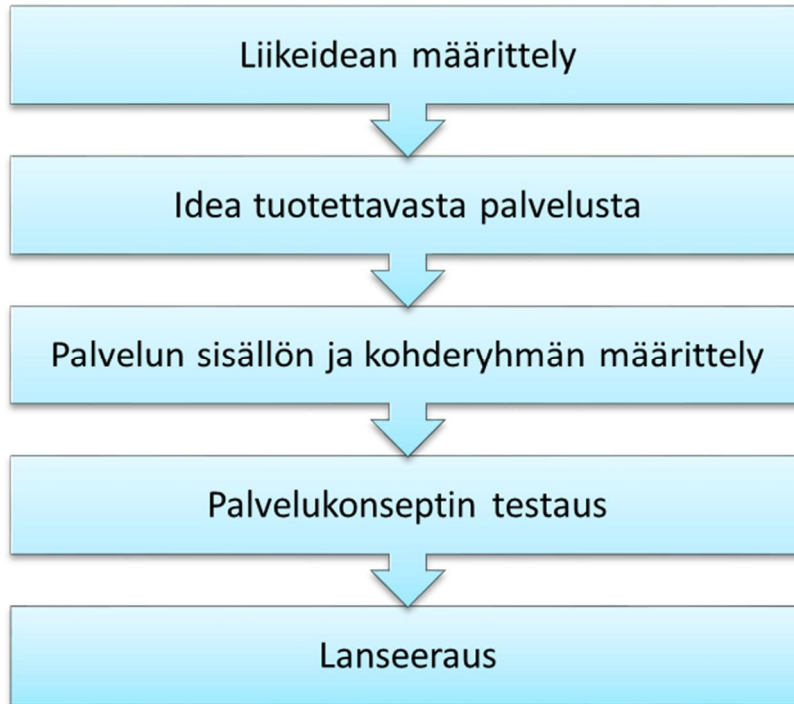 Liikeidean määrittely
Idea tuotettavasta palvelusta
Palvelun sisällön ja kohderyhmän määrittely
Palvelukonseptin testaus
Lanseeraus